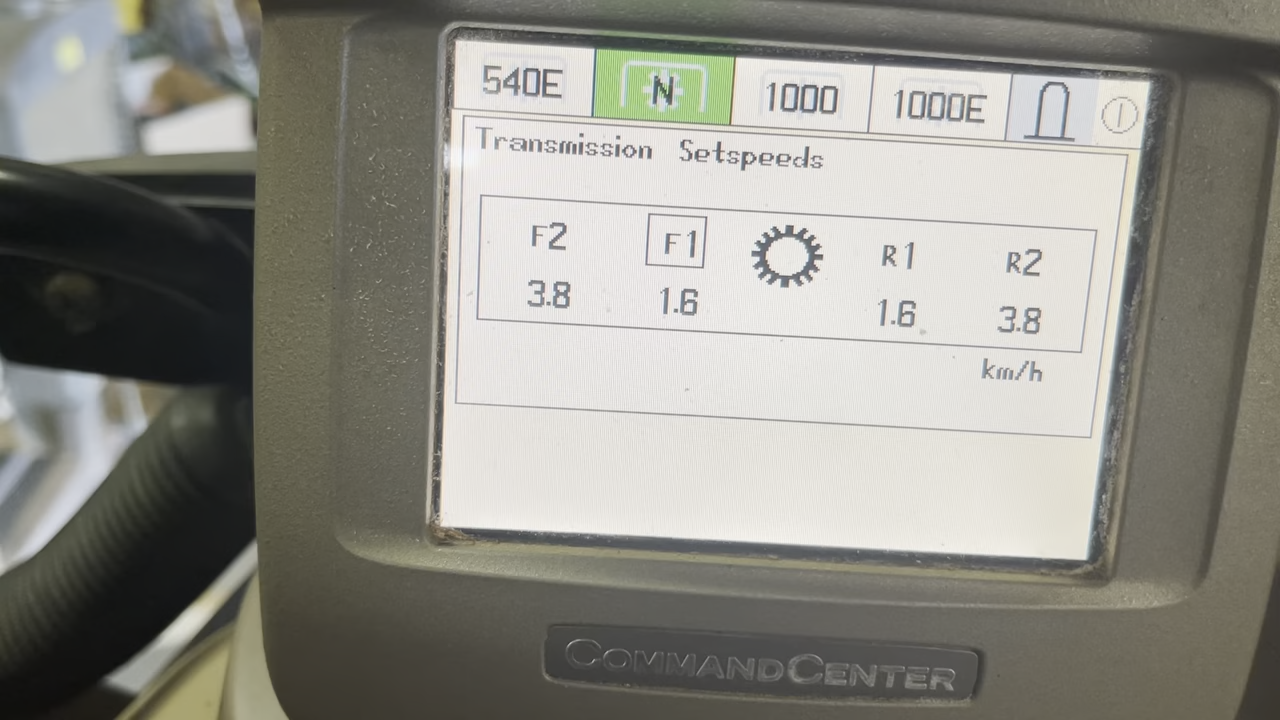 540E N 1000 1000E
Transmission Setspeeds
F2 F1 R1 R2
3.8 1.6 1.6 3.8
km/h
COMMANDCENTER